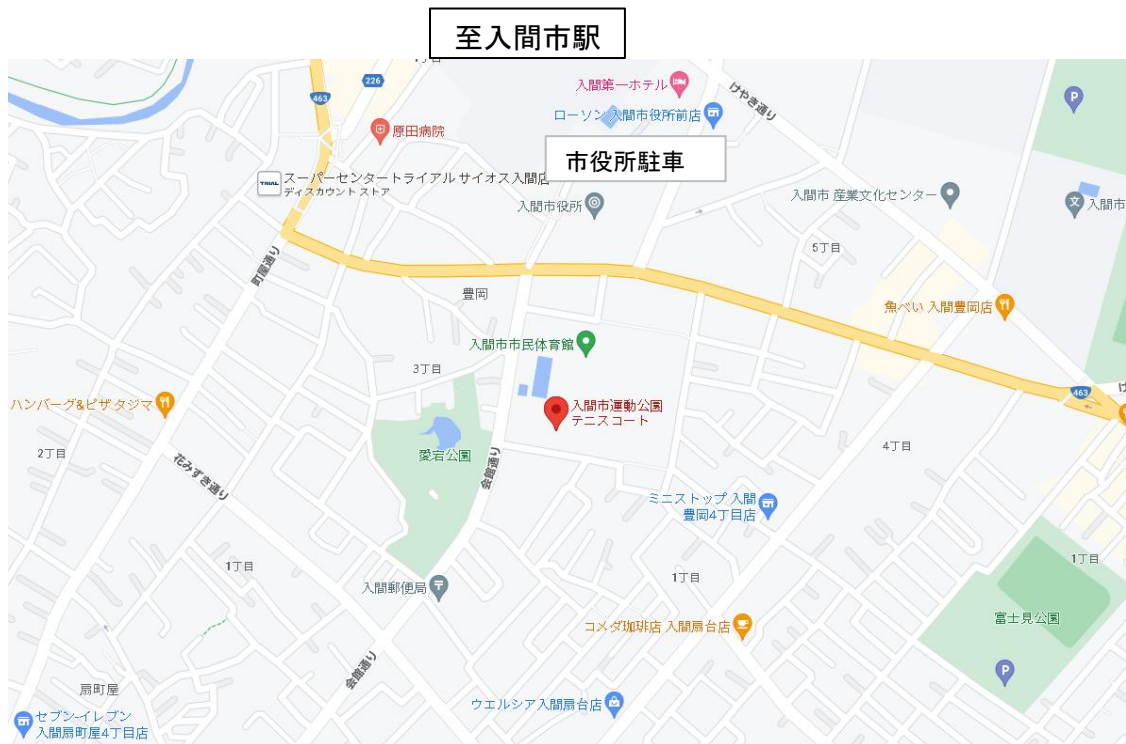 至入間市駅
1丁目
226
463
入間第一ホテル
けやき通り
P
ローソン 入間市役所前店
原田病院
市役所駐車
TRIAL
スーパーセンタートライアル サイオス入間店
ディスカウント ストア
入間市役所
入間市 産業文化センター
入間市
町屋通り
5丁目
豊岡
魚べい 入間豊岡店
入間市市民体育館
3丁目
463
け
ハンバーグ&ピザ タジマ
入間市運動公園
テニスコート
2丁目
花みずき通り
愛宕公園
会館通り
4丁目
ミニストップ 入間
豊岡4丁目店
1丁目
1丁目
1丁目
入間郵便局
富士見公園
コメダ珈琲店 入間扇台店
会館通り
P
扇町屋
ウエルシア入間扇台店
セブン-イレブン
入間扇町屋4丁目店